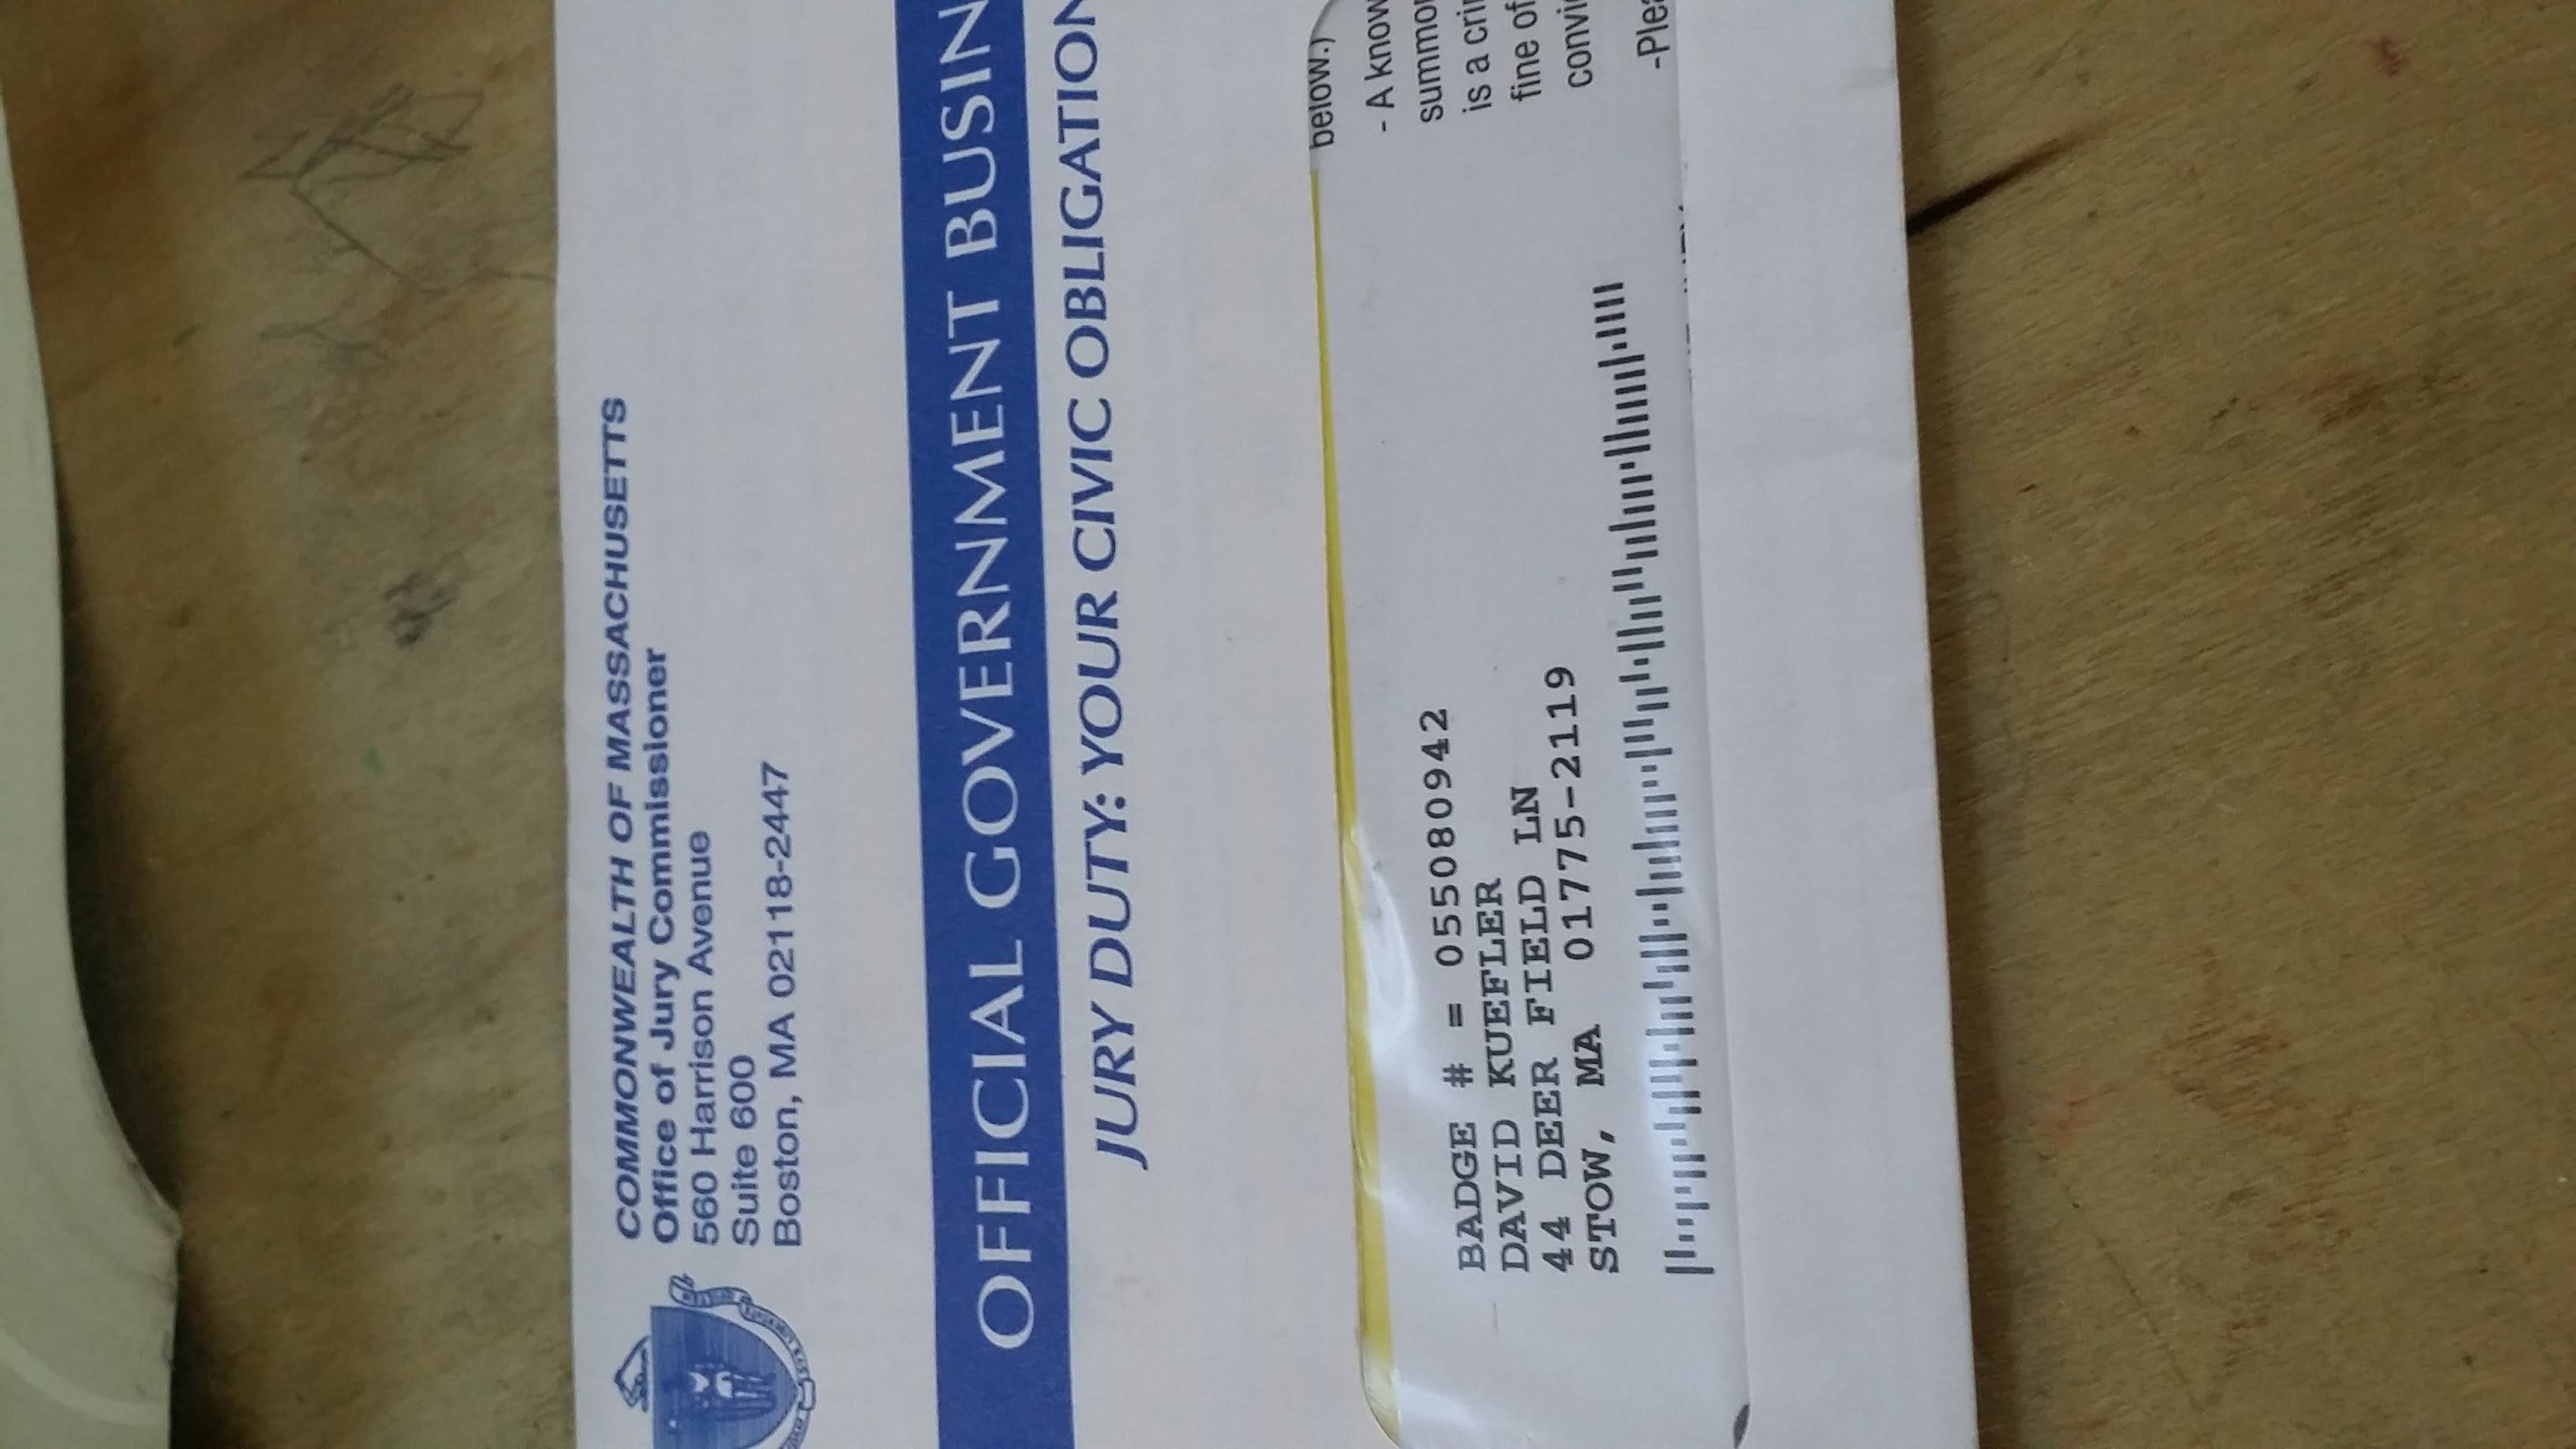 COMMONWEALTH OF MASSACHUSETTS
Office of Jury Commissioner
560 Harrison Avenue
Suite 600
Boston, MA 02118-2447
OFFICIAL GOVERNMENT BUSIN
JURY DUTY: YOUR CIVIC OBLIGATION
below.)
- A know
summo
is a cri
fine of
convi
-Plea
BADGE # = 055080942
DAVID KUEFLER
44 DEER FIELD LN
STOW, MA 01775-2119